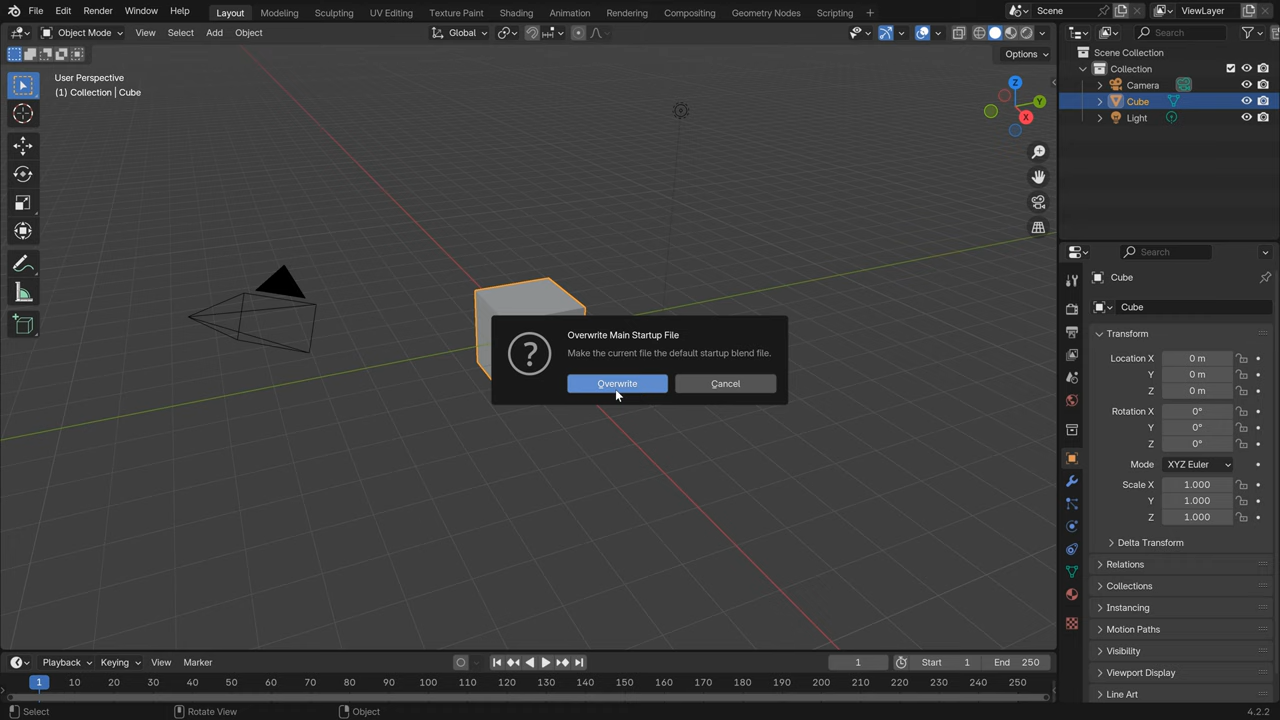 File Edit Render Window Help Layout Modeling Sculpting UV Editing Texture Paint Shading Animation Rendering Compositing Geometry Nodes Scripting + Scene ViewLayer
Object Mode View Select Add Object Global Search
Options
User Perspective
(1) Collection | Cube
Z
Y
X
Scene Collection
Collection
Camera
Cube
Light
Search
Cube
Cube
Transform
Location X 0 m
Y 0 m
Z 0 m
Rotation X 0°
Y 0°
Z 0°
Mode XYZ Euler
Scale X 1.000
Y 1.000
Z 1.000
Delta Transform
Relations
Collections
Instancing
Motion Paths
Visibility
Viewport Display
Line Art
Overwrite Main Startup File
Make the current file the default startup blend file.
Overwrite Cancel
Playback Keying View Marker 1 Start 1 End 250
1 10 20 30 40 50 60 70 80 90 100 110 120 130 140 150 160 170 180 190 200 210 220 230 240 250
Select Rotate View Object 4.2.2